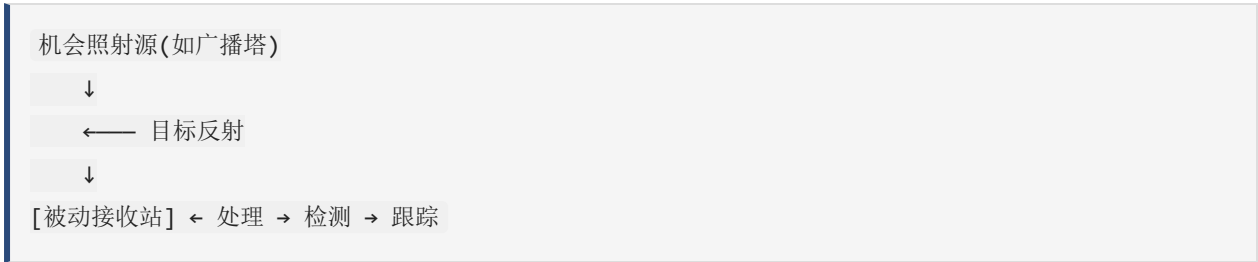 机会照射源(如广播塔)
↓
←—— 目标反射
↓
[被动接收站] ← 处理 → 检测 → 跟踪